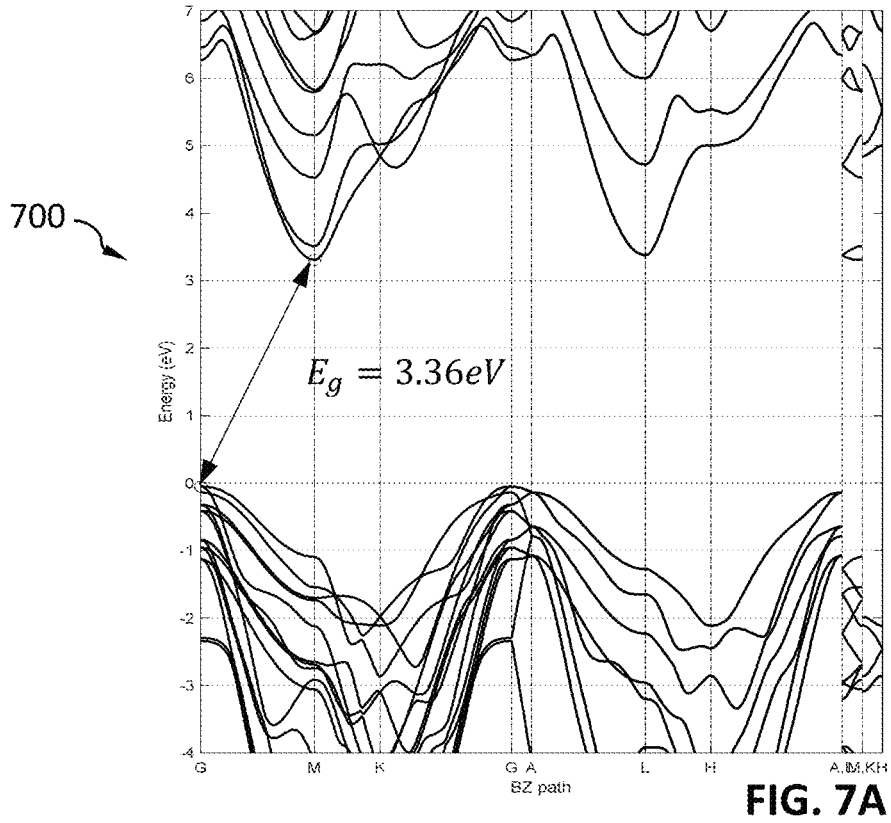 7
6
5
4
700
3
Energy (eV)
2
E_g = 3.36eV
1
0
-1
-2
-3
-4
G M K G A L H A,L M,K H
BZ path
FIG. 7A